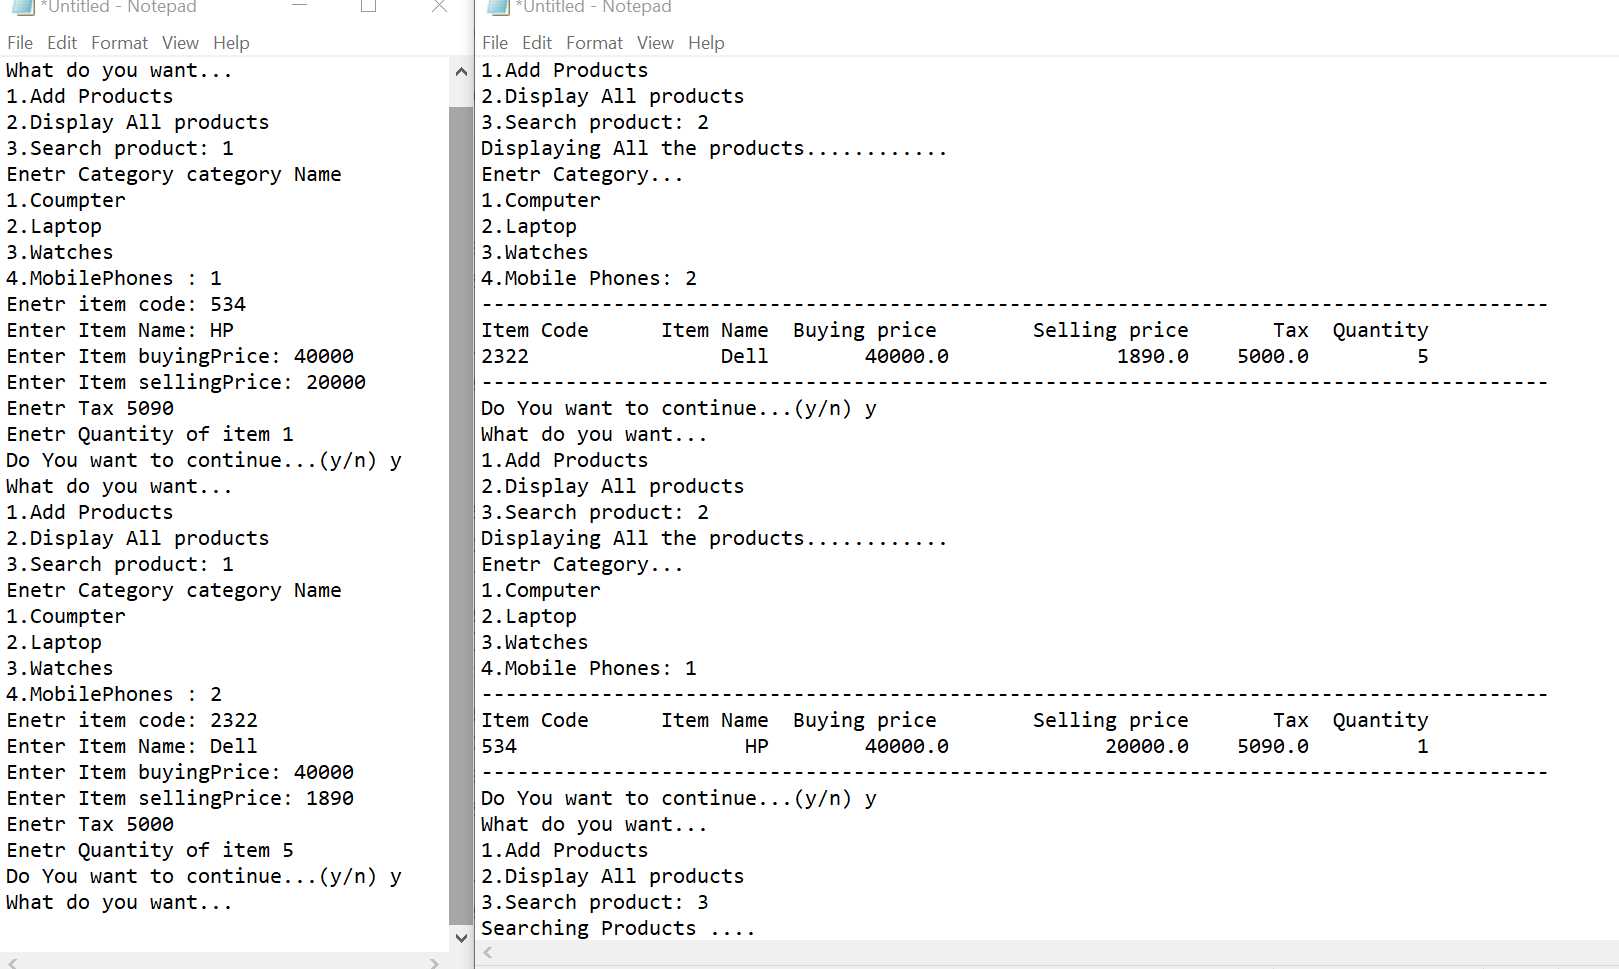 *Untitled - Notepad
File Edit Format View Help
What do you want...
1.Add Products
2.Display All products
3.Search product: 1
Enetr Category category Name
1.Coumpter
2.Laptop
3.Watches
4.MobilePhones : 1
Enetr item code: 534
Enter Item Name: HP
Enter Item buyingPrice: 40000
Enter Item sellingPrice: 20000
Enetr Tax 5090
Enetr Quantity of item 1
Do You want to continue...(y/n) y
What do you want...
1.Add Products
2.Display All products
3.Search product: 1
Enetr Category category Name
1.Coumpter
2.Laptop
3.Watches
4.MobilePhones : 2
Enetr item code: 2322
Enter Item Name: Dell
Enter Item buyingPrice: 40000
Enter Item sellingPrice: 1890
Enetr Tax 5000
Enetr Quantity of item 5
Do You want to continue...(y/n) y
What do you want...
*Untitled - Notepad
File Edit Format View Help
1.Add Products
2.Display All products
3.Search product: 2
Displaying All the products............
Enetr Category...
1.Computer
2.Laptop
3.Watches
4.Mobile Phones: 2
-----------------------------------------------------------------------------------------
Item Code Item Name Buying price Selling price Tax Quantity
2322 Dell 40000.0 1890.0 5000.0 5
-----------------------------------------------------------------------------------------
Do You want to continue...(y/n) y
What do you want...
1.Add Products
2.Display All products
3.Search product: 2
Displaying All the products............
Enetr Category...
1.Computer
2.Laptop
3.Watches
4.Mobile Phones: 1
-----------------------------------------------------------------------------------------
Item Code Item Name Buying price Selling price Tax Quantity
534 HP 40000.0 20000.0 5090.0 1
-----------------------------------------------------------------------------------------
Do You want to continue...(y/n) y
What do you want...
1.Add Products
2.Display All products
3.Search product: 3
Searching Products ....